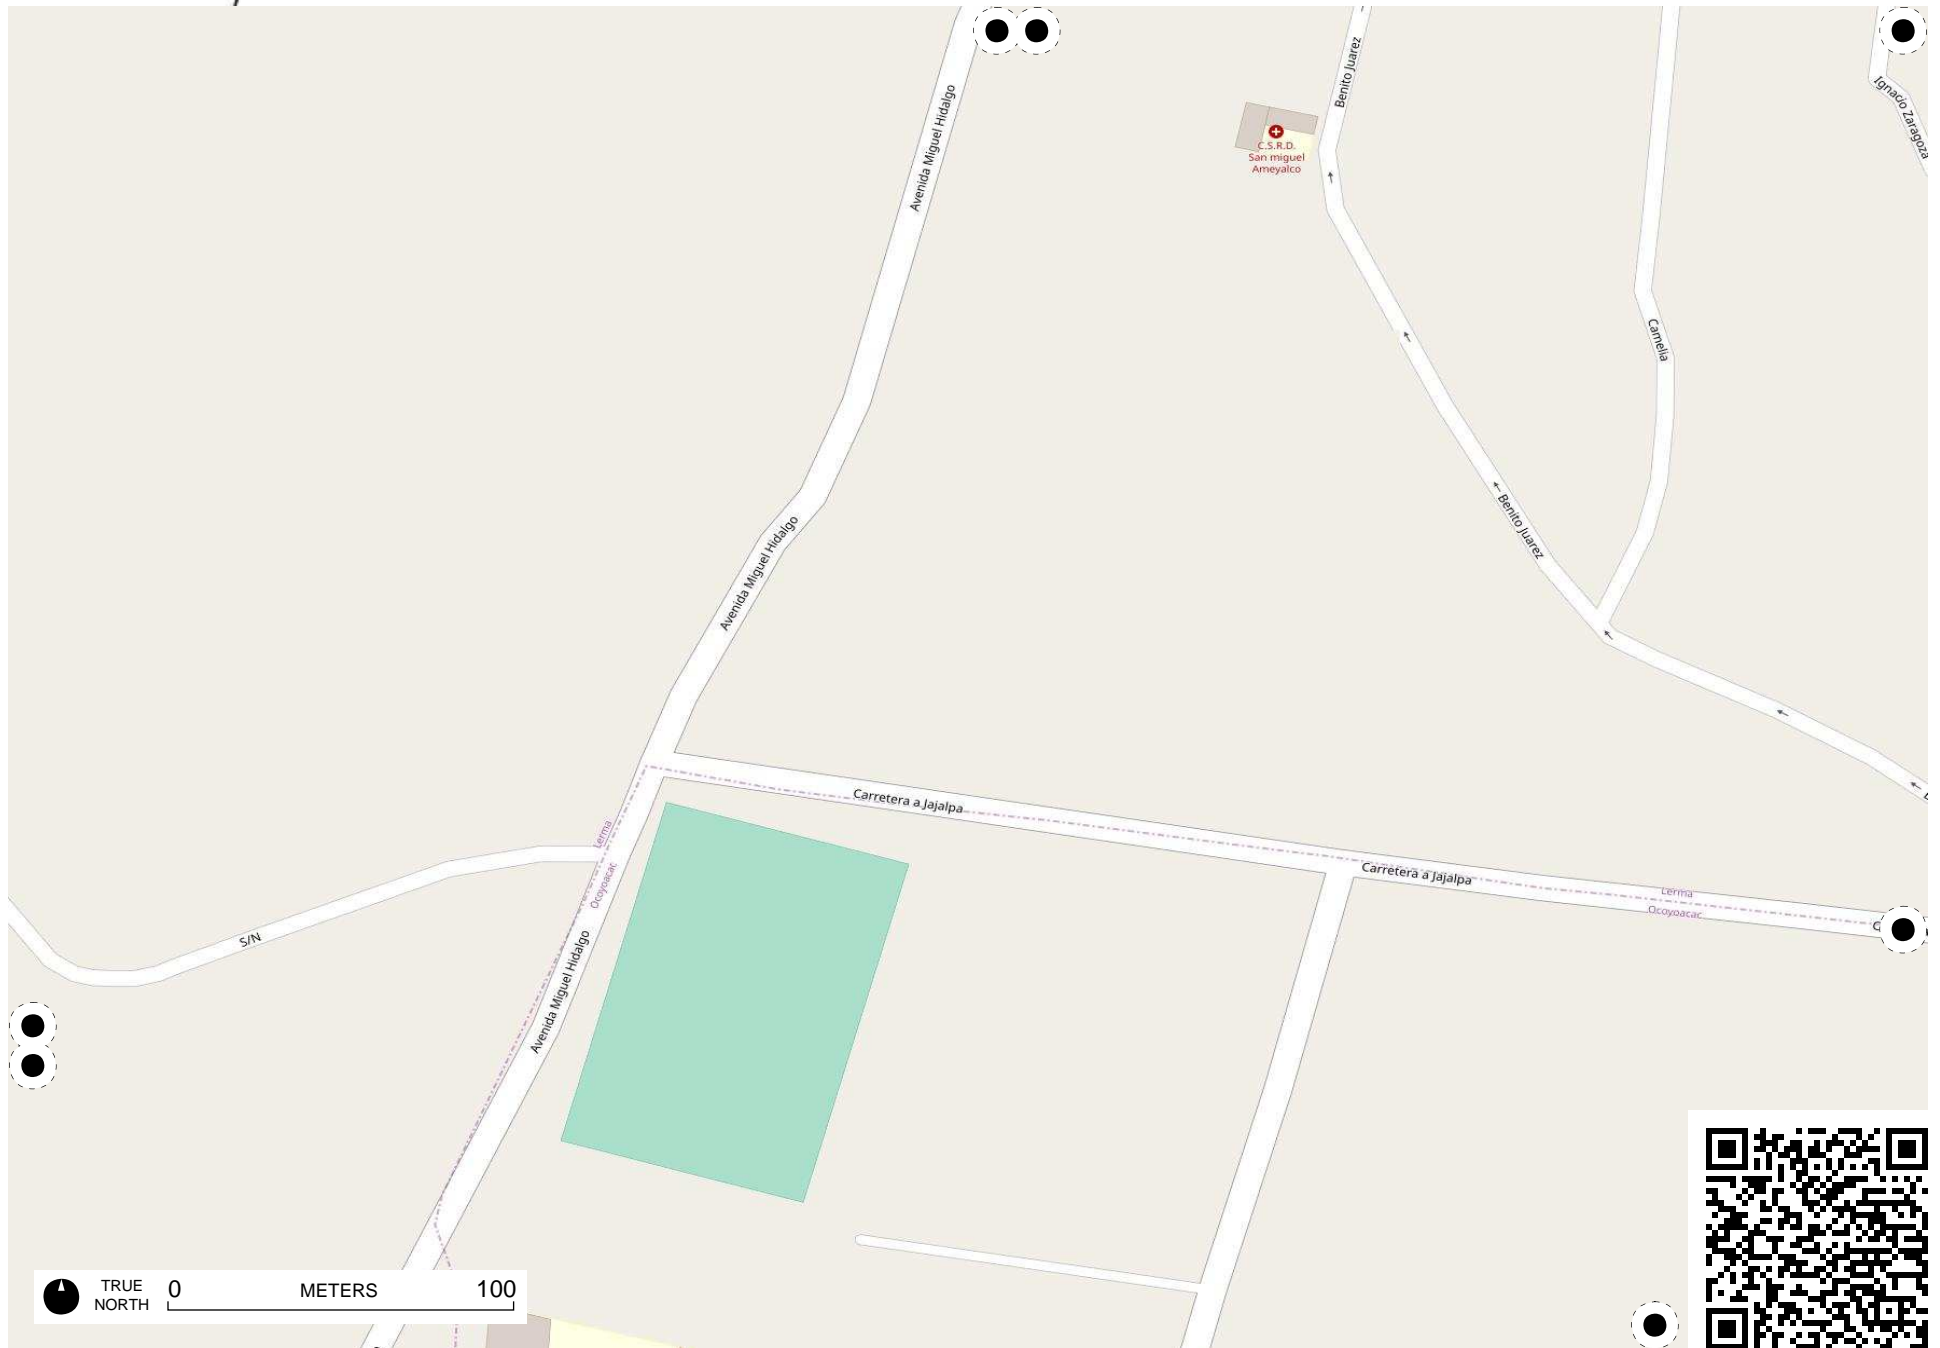 Benito Juarez
Ignacio Zaragoza
Avenida Miguel Hidalgo
C.S.R.D.
San miguel
Ameyalco
Camelia
Benito Juarez
Avenida Miguel Hidalgo
Carretera a Jajalpa
Lerma
Ocoyoacac
Carretera a Jajalpa
Lerma
Ocoyoacac
S/N
Avenida Miguel Hidalgo
TRUE
NORTH
0 METERS 100